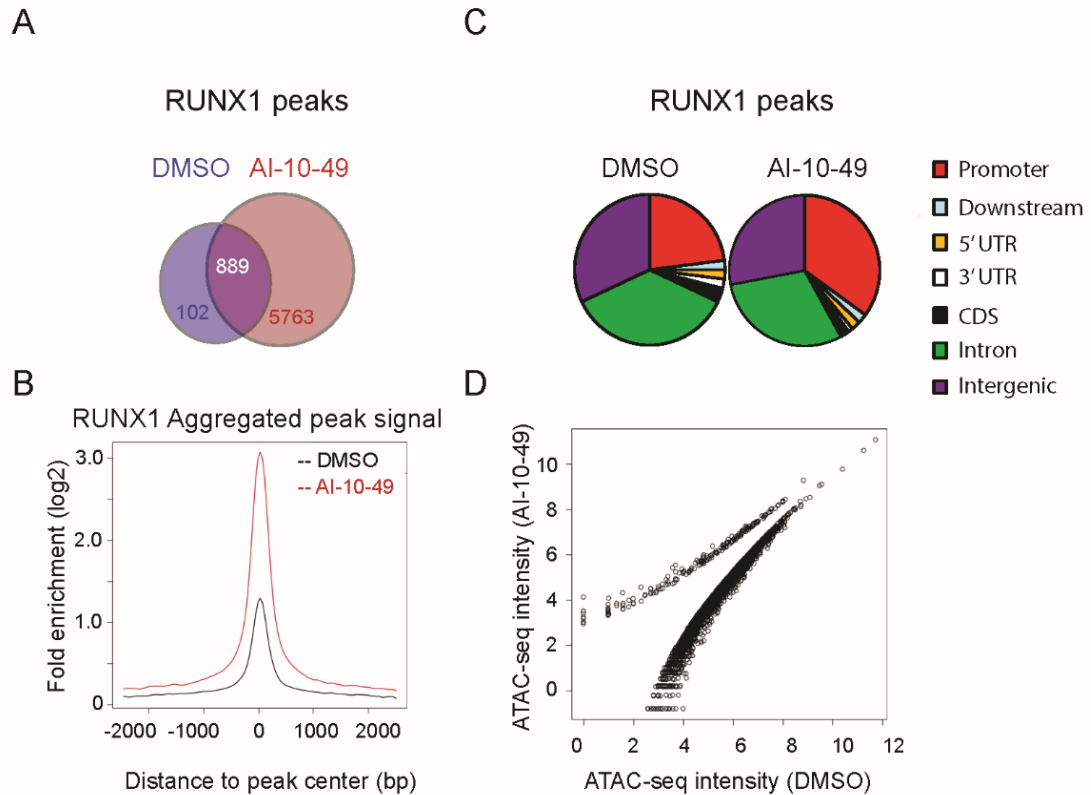 A
RUNX1 peaks
DMSO AI-10-49
889
102
5763
C
RUNX1 peaks
DMSO
AI-10-49
Promoter
Downstream
5' UTR
3' UTR
CDS
Intron
Intergenic
B
RUNX1 Aggregated peak signal
Fold enrichment (log2)
3.0
2.0
1.0
0
-- DMSO
-- AI-10-49
-2000 -1000 0 1000 2000
Distance to peak center (bp)
D
ATAC-seq intensity (AI-10-49)
10
8
6
4
2
0
0 2 4 6 8 10 12
ATAC-seq intensity (DMSO)